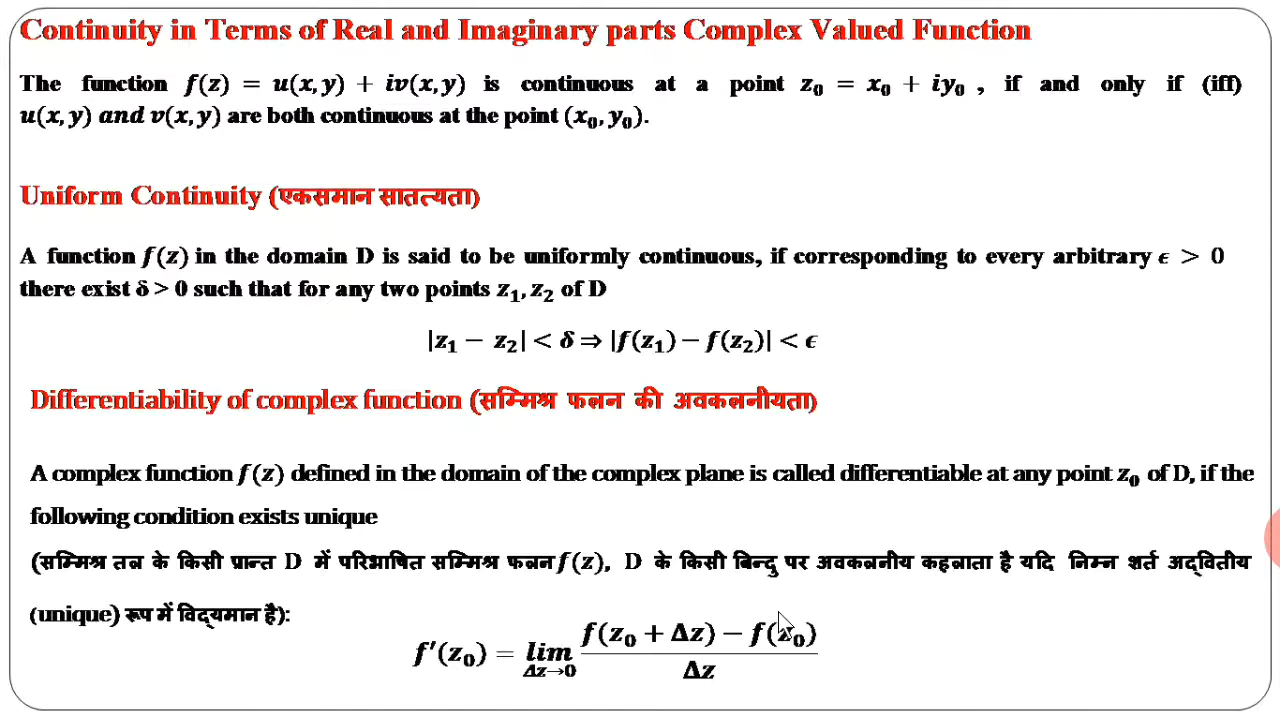 Continuity in Terms of Real and Imaginary parts Complex Valued Function
The function f(z) = u(x, y) + iv(x, y) is continuous at a point z₀ = x₀ + iy₀ , if and only if (iff)
u(x, y) and v(x, y) are both continuous at the point (x₀, y₀).
Uniform Continuity (एकसमान सातत्यता)
A function f(z) in the domain D is said to be uniformly continuous, if corresponding to every arbitrary ϵ > 0
there exist δ > 0 such that for any two points z₁, z₂ of D
|z₁ − z₂| < δ ⇒ |f(z₁) − f(z₂)| < ϵ
Differentiability of complex function (सम्मिश्र फलन की अवकलनीयता)
A complex function f(z) defined in the domain of the complex plane is called differentiable at any point z₀ of D, if the
following condition exists unique
(सम्मिश्र तल के किसी प्रान्त D में परिभाषित सम्मिश्र फलन f(z), D के किसी बिन्दु पर अवकलनीय कहलाता है यदि निम्न शर्त अद्वितीय
(unique) रूप में विद्यमान है):
f(z₀ + Δz) − f(z₀)
f′(z₀) = lim
Δz→0
Δz